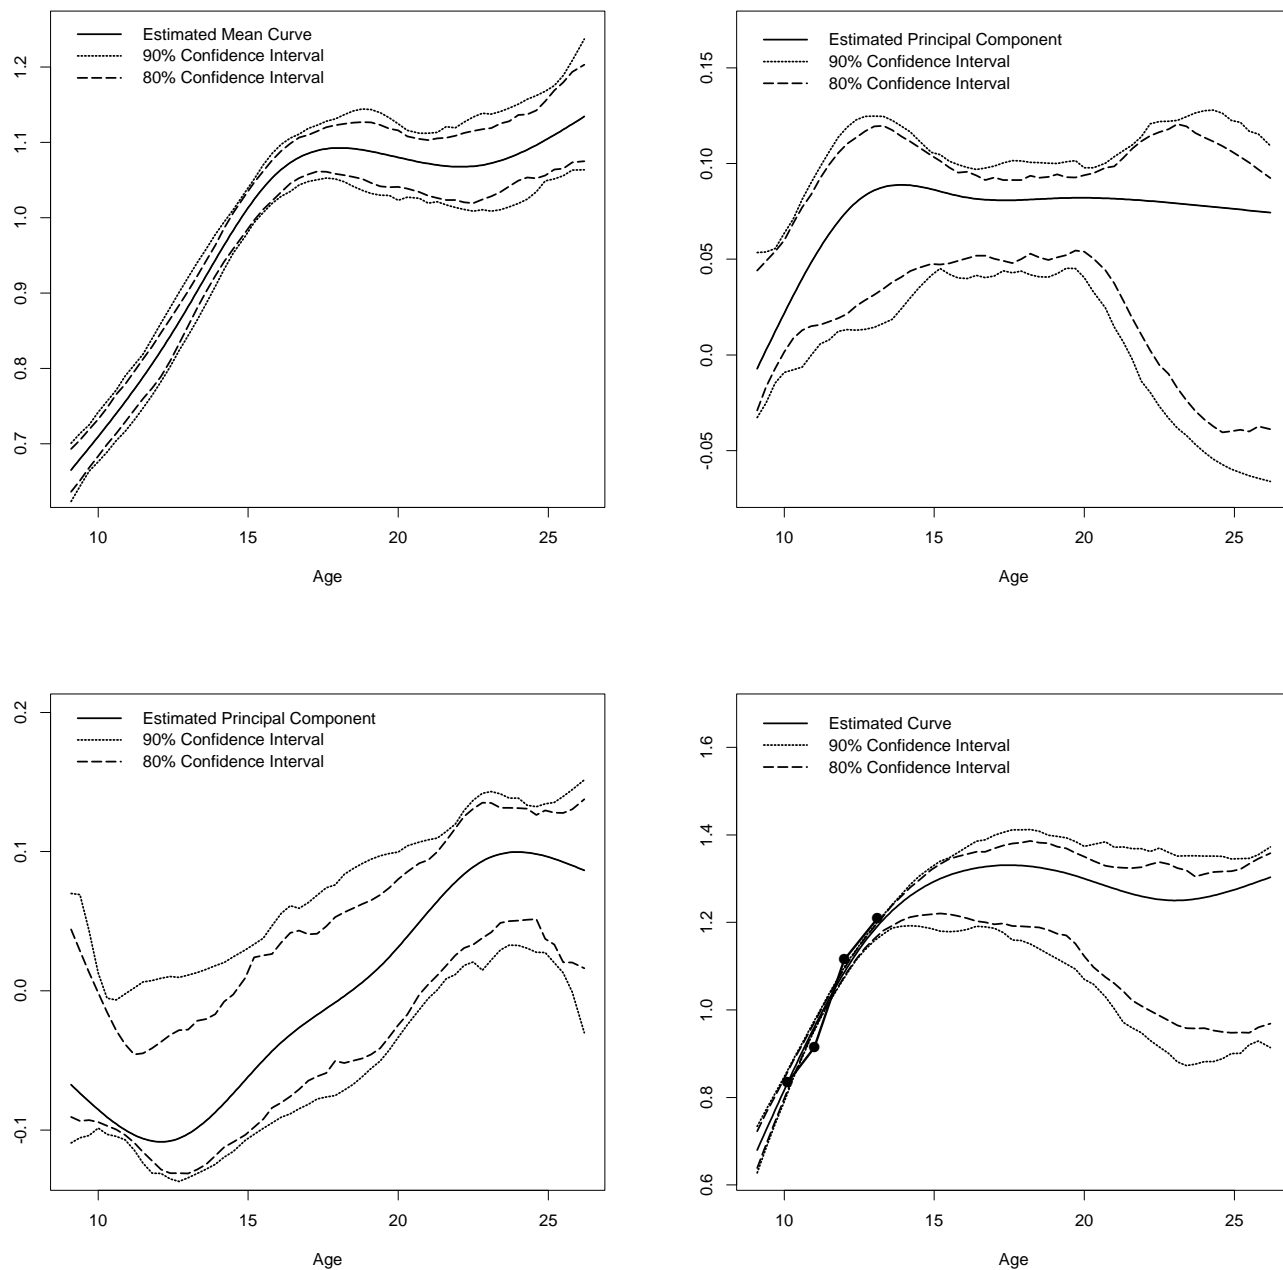 Estimated Mean Curve
90% Confidence Interval
80% Confidence Interval
0.7 0.8 0.9 1.0 1.1 1.2
10 15 20 25
Age
Estimated Principal Component
90% Confidence Interval
80% Confidence Interval
-0.05 0.0 0.05 0.10 0.15
10 15 20 25
Age
Estimated Principal Component
90% Confidence Interval
80% Confidence Interval
-0.1 0.0 0.1 0.2
10 15 20 25
Age
Estimated Curve
90% Confidence Interval
80% Confidence Interval
0.6 0.8 1.0 1.2 1.4 1.6
10 15 20 25
Age